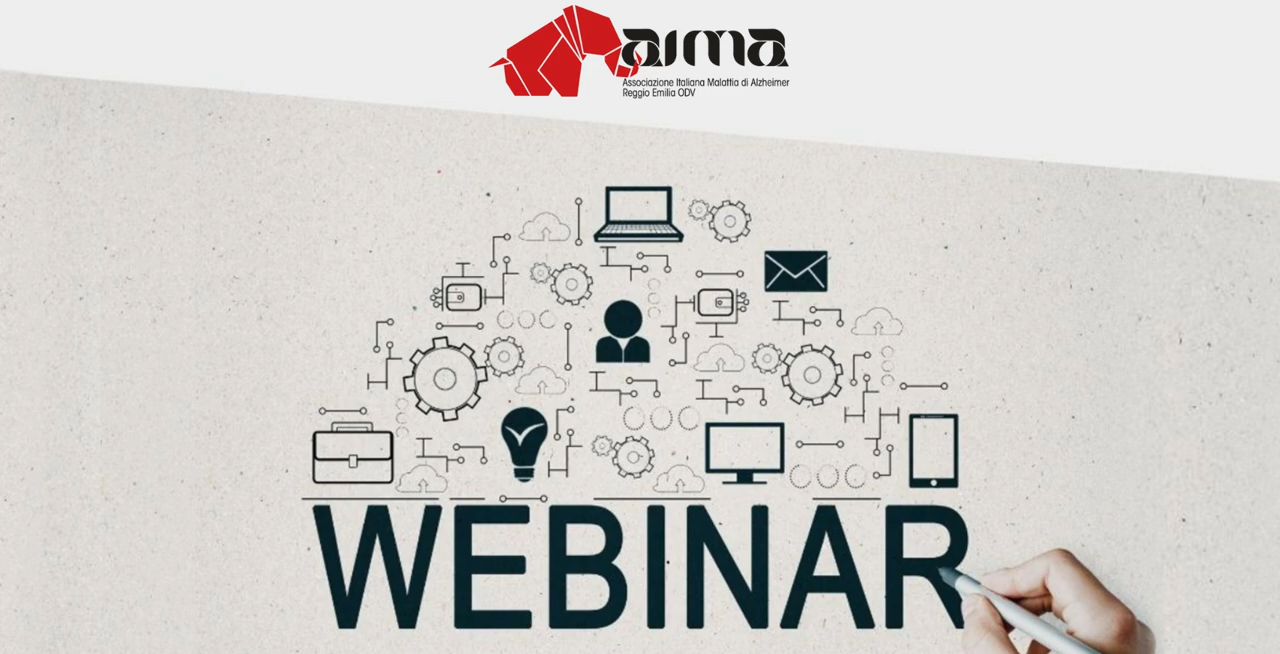 aima
Associazione Italiana Malattia di Alzheimer
Reggio Emilia ODV
WEBINAR